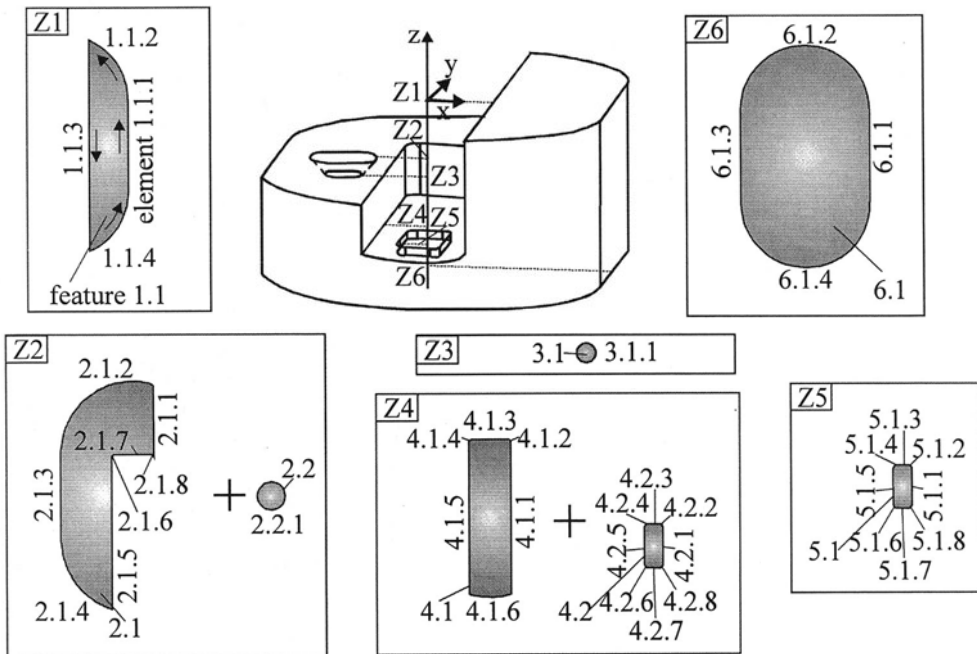 Z1
1.1.2
1.1.3
element 1.1.1
1.1.4
feature 1.1
z
y
Z1
x
Z2
Z3
Z4
Z5
Z6
Z6
6.1.2
6.1.3
6.1.1
6.1.4
6.1
Z2
2.1.2
2.1.1
2.1.7
2.1.3
2.1.8
2.1.6
2.1.5
2.1.4
2.1
+
2.2
2.2.1
Z3
3.1
3.1.1
Z4
4.1.3
4.1.4
4.1.2
4.1.5
4.1.1
4.1
4.1.6
+
4.2.3
4.2.4
4.2.2
4.2.5
4.2.1
4.2
4.2.6
4.2.8
4.2.7
Z5
5.1.3
5.1.4
5.1.2
5.1.5
5.1.1
5.1
5.1.6
5.1.8
5.1.7